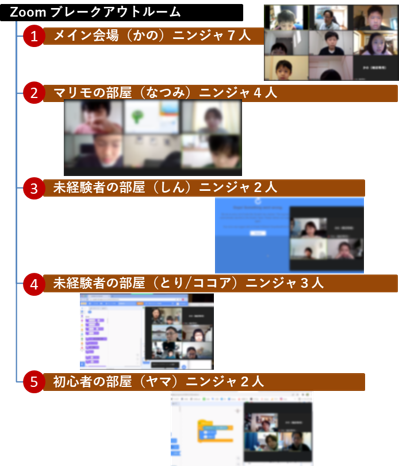 Zoom ブレークアウトルーム
1 メイン会場（かの）ニンジャ７人
2 マリモの部屋（なつみ）ニンジャ４人
3 未経験者の部屋（しん）ニンジャ２人
4 未経験者の部屋（とり/ココア）ニンジャ３人
5 初心者の部屋（ヤマ）ニンジャ２人